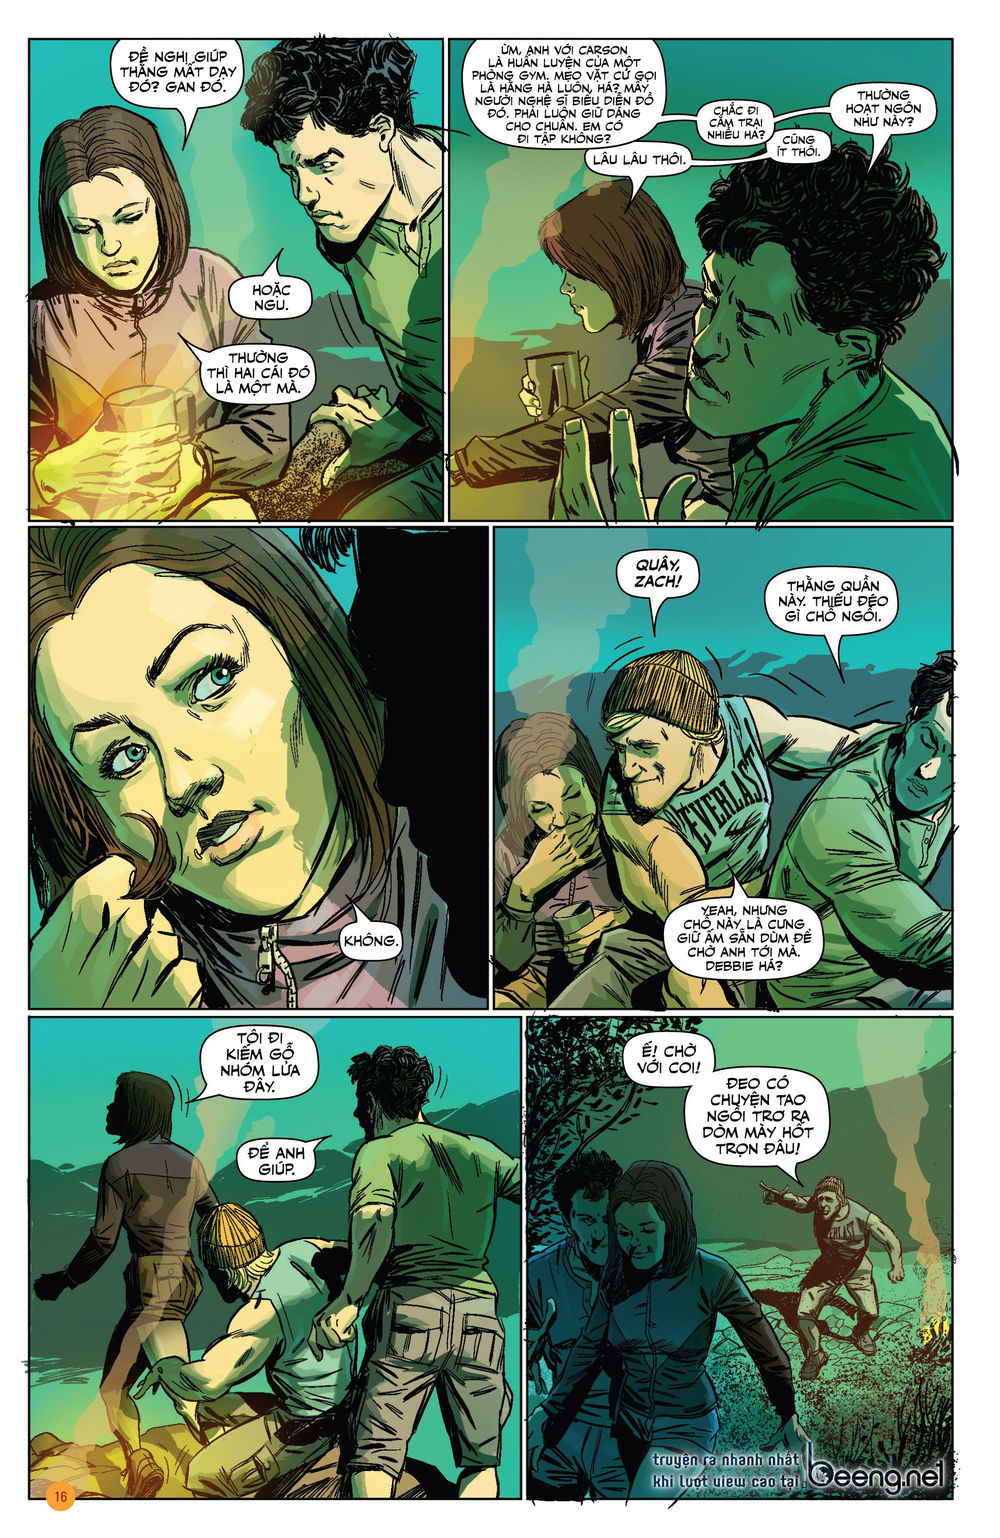 ĐỀ NGHỊ GIÚP
THẰNG MẤT DẠY
ĐÓ? GAN ĐÓ.
HOẶC
NGU.
THƯỜNG
THÌ HAI CÁI ĐÓ
LÀ MỘT MÀ.
ỪM, ANH VỚI CARSON
LÀ HUẤN LUYỆN CỦA MỘT
PHÒNG GYM. MẸO VẶT CỨ GỌI
LÀ HẰNG HÀ LUÔN, HÁ? MẤY
NGƯỜI NGHỆ SĨ BIỂU DIỄN ĐỒ
ĐÓ. PHẢI LUÔN GIỮ DÁNG
CHO CHUẨN. EM CÓ
ĐI TẬP KHÔNG?
LÂU LÂU THÔI.
CHẮC ĐI
CẮM TRẠI
NHIỀU HA?
CŨNG
ÍT THÔI.
THƯỜNG
HOẠT NGÔN
NHƯ NÀY?
KHÔNG.
QUẨY,
ZACH!
THẰNG QUẦN
NÀY. THIẾU ĐÉO
GÌ CHỖ NGỒI.
EVERLAST
YEAH, NHƯNG
CHỖ NÀY LÀ CƯNG
GIỮ ẤM SẴN DÙM ĐỂ
CHỜ ANH TỚI MÀ.
DEBBIE HÁ?
TÔI ĐI
KIẾM GỖ
NHÓM LỬA
ĐÂY.
ĐỂ ANH
GIÚP.
Ế! CHỜ
VỚI COI!
ĐÉO CÓ
CHUYỆN TAO
NGỒI TRƠ RA
DÒM MÀY HỐT
TRỌN ĐÂU!
EVERLAST
truyện ra nhanh nhất
khi lượt view cao tại
beeng.net
16